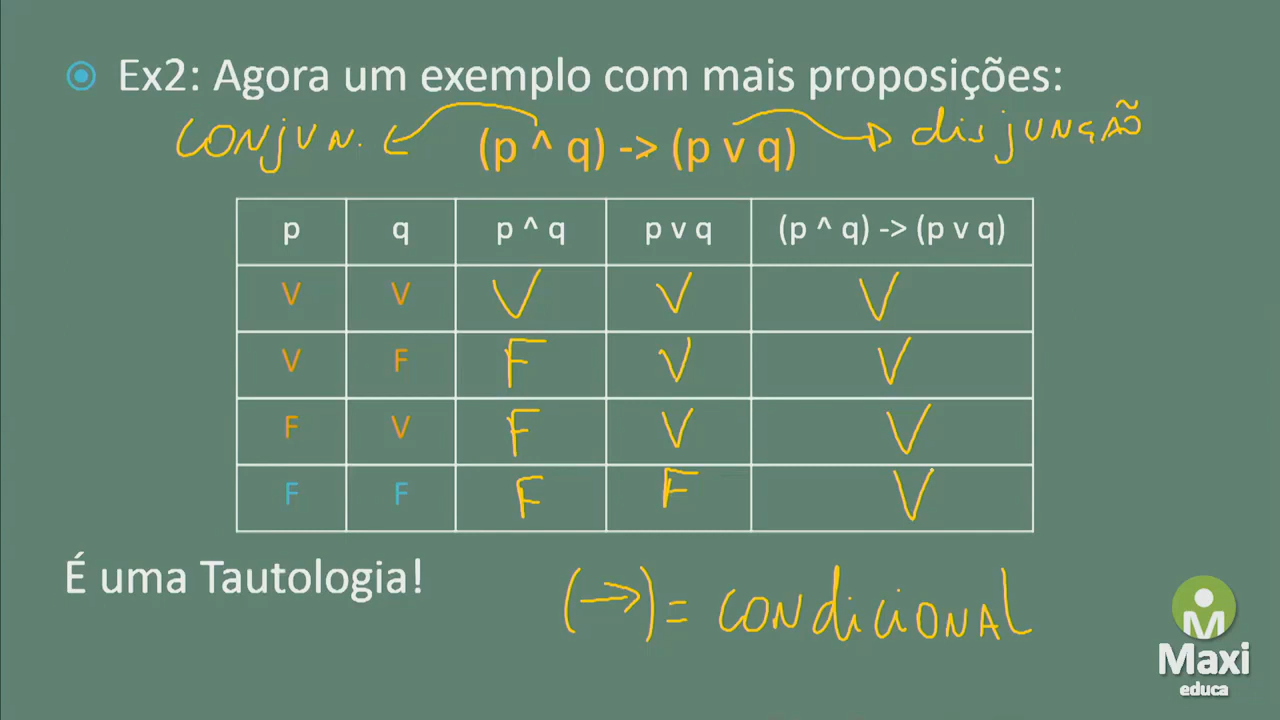 Ex2: Agora um exemplo com mais proposições:
CONJUN. (p ^ q) -> (p v q) disJUNÇÃO
p q p ^ q p v q (p ^ q) -> (p v q)
V V V V V
V F F V V
F V F V V
F F F F V
É uma Tautologia!
(→) = CONdiCiONAL
Maxi
educa